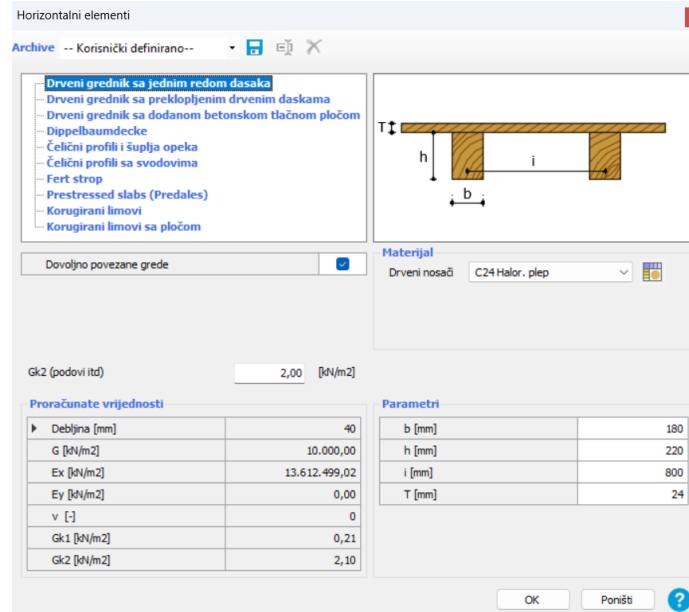 Horizontalni elementi
Archive -- Korisnički definirano--
Drveni grednik sa jednim redom dasaka
Drveni grednik sa preklopljenim drvenim daskama
Drveni grednik sa dodanom betonskom tlačnom pločom
Dippelbaumdecke
Čelični profili i šuplja opeka
Čelični profili sa svodovima
Fert strop
Prestressed slabs (Predales)
Korugirani limovi
Korugirani limovi sa pločom
T
h
i
b
Dovoljno povezane grede
Materijal
Drveni nosači C24 Halor. plep
Gk2 (podovi itd) 2,00 [kN/m2]
Proračunate vrijednosti
Debljina [mm] 40
G [kN/m2] 10.000,00
Ex [kN/m2] 13.612.499,02
Ey [kN/m2] 0,00
v [-] 0
Gk1 [kN/m2] 0,21
Gk2 [kN/m2] 2,10
Parametri
b [mm] 180
h [mm] 220
i [mm] 800
T [mm] 24
OK Poništi ?